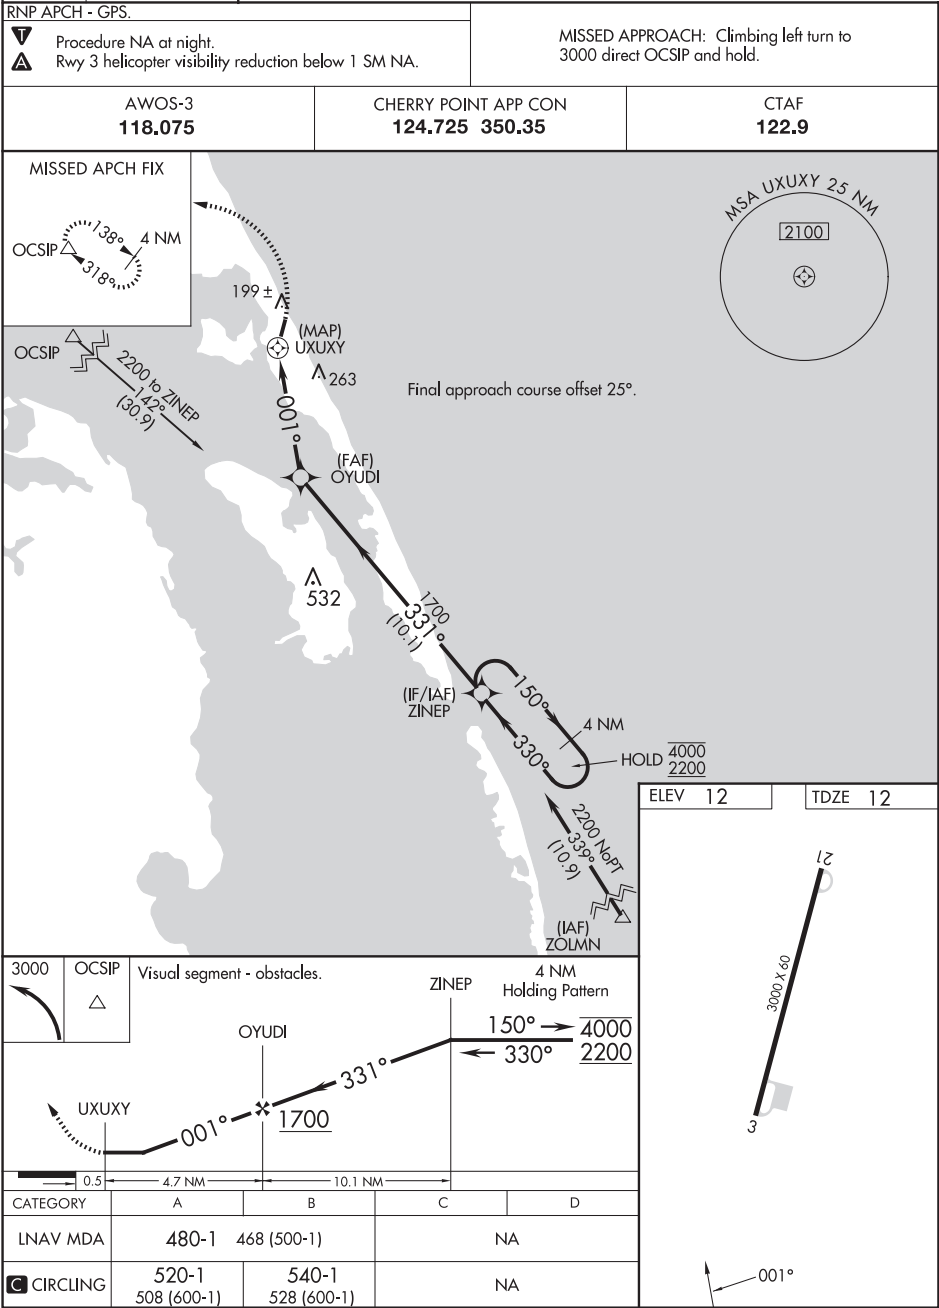 RNP APCH - GPS.
T
A
Procedure NA at night.
Rwy 3 helicopter visibility reduction below 1 SM NA.
MISSED APPROACH: Climbing left turn to
3000 direct OCSIP and hold.
AWOS-3
118.075
CHERRY POINT APP CON
124.725 350.35
CTAF
122.9
MISSED APCH FIX
OCSIP
138°
318°
4 NM
MSA UXUXY 25 NM
2100
199 ±
(MAP)
UXUXY
263
OCSIP
2200 to ZINEP
142°
(30.9)
Final approach course offset 25°.
001°
(FAF)
OYUDI
532
1700
331°
(10.1)
(IF/IAF)
ZINEP
150°
330°
4 NM
HOLD 4000
2200
2200 NoPT
339°
(10.9)
(IAF)
ZOLMN
ELEV 12
TDZE 12
21
3000 X 60
3
001°
3000
OCSIP
Visual segment - obstacles.
ZINEP
4 NM
Holding Pattern
150°
4000
330°
2200
OYUDI
331°
UXUXY
001°
1700
0.5
4.7 NM
10.1 NM
CATEGORY A B C D
LNAV MDA 480-1 468 (500-1) NA
C CIRCLING 520-1 540-1 NA
508 (600-1) 528 (600-1)